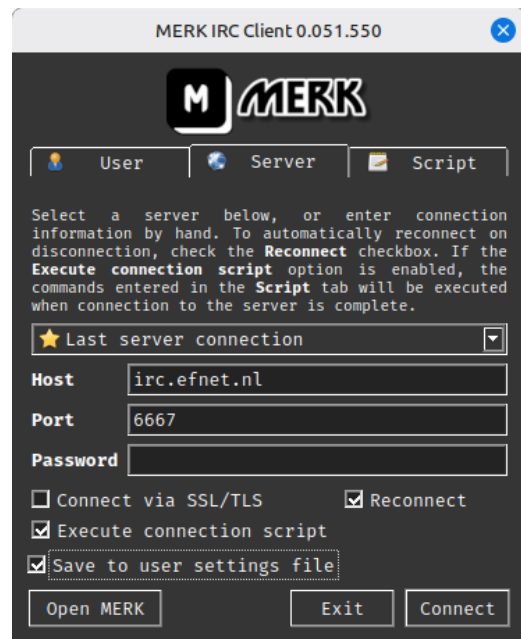 MERK IRC Client 0.051.550
M MERK
User Server Script
Select a server below, or enter connection
information by hand. To automatically reconnect on
disconnection, check the Reconnect checkbox. If the
Execute connection script option is enabled, the
commands entered in the Script tab will be executed
when connection to the server is complete.
Last server connection
Host irc.efnet.nl
Port 6667
Password
Connect via SSL/TLS Reconnect
Execute connection script
Save to user settings file
Open MERK Exit Connect